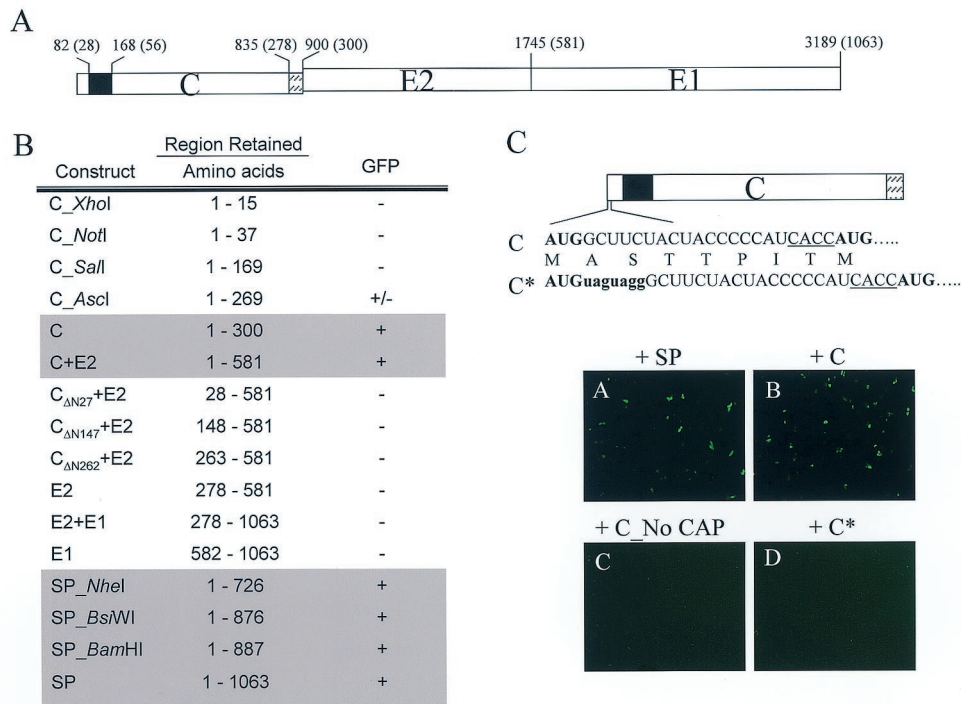 A
82 (28) 168 (56) 835 (278) 900 (300) 1745 (581) 3189 (1063)
C E2 E1
B
Region Retained
Construct Amino acids GFP
C_XhoI 1 - 15 -
C_NotI 1 - 37 -
C_SalI 1 - 169 -
C_AscI 1 - 269 +/-
C 1 - 300 +
C+E2 1 - 581 +
CΔN27+E2 28 - 581 -
CΔN147+E2 148 - 581 -
CΔN262+E2 263 - 581 -
E2 278 - 581 -
E2+E1 278 - 1063 -
E1 582 - 1063 -
SP_NheI 1 - 726 +
SP_BsiWI 1 - 876 +
SP_BamHI 1 - 887 +
SP 1 - 1063 +
C
C
C AUGGCUUCUACUACCCCCAUCACCAUG.....
M A S T T P I T M
C* AUGuaguaggGCUUCUACUACCCCCAUCACCAUG.....
+ SP + C
A B
+ C_No CAP + C*
C D